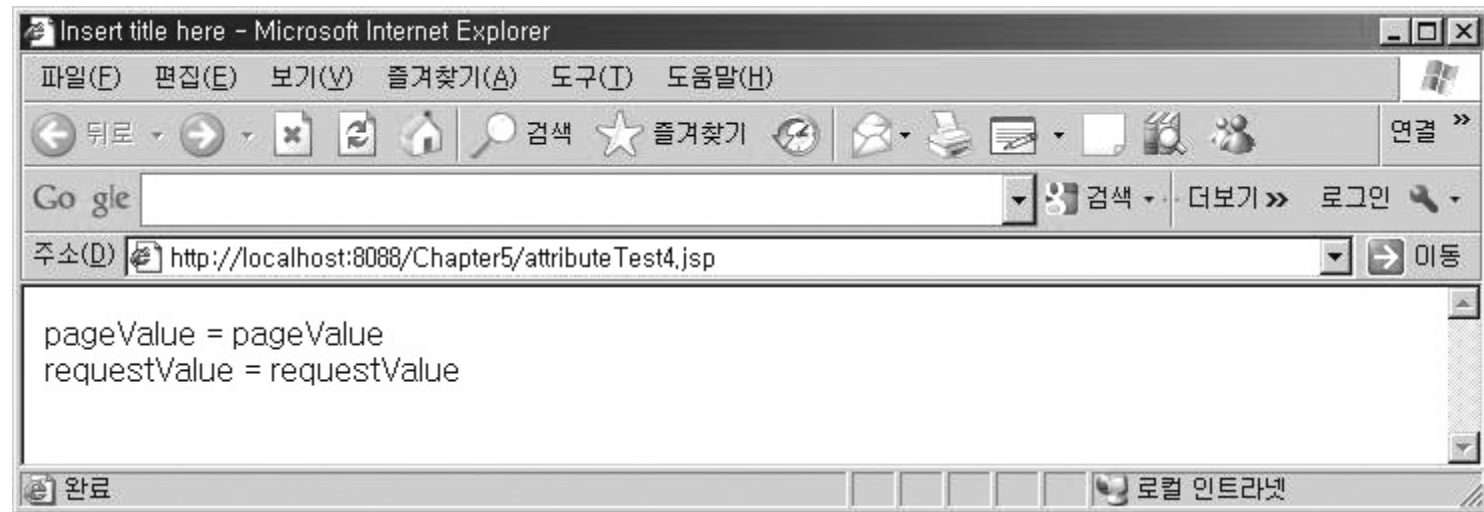 Insert title here - Microsoft Internet Explorer
파일(F) 편집(E) 보기(V) 즐겨찾기(A) 도구(T) 도움말(H)
뒤로 검색 즐겨찾기 연결 »
Go gle 검색 더보기 » 로그인
주소(D) http://localhost:8088/Chapter5/attributeTest4.jsp 이동
pageValue = pageValue
requestValue = requestValue
완료 로컬 인트라넷